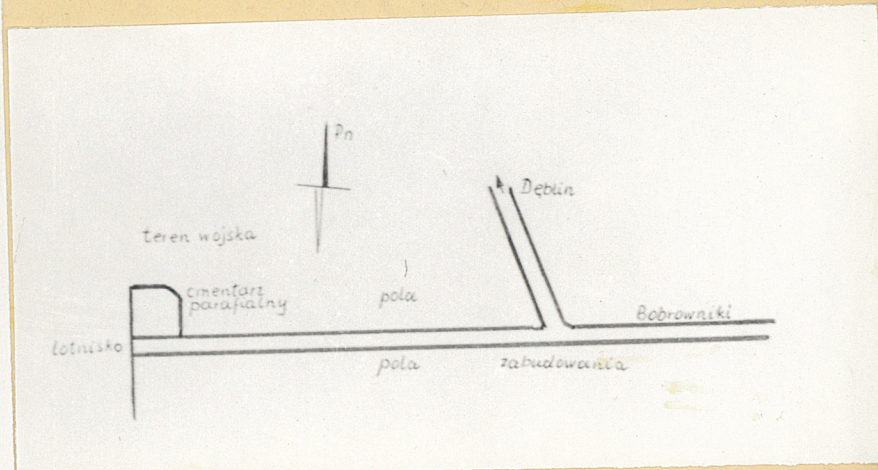 Pn
Dęblin
teren wojska
cmentarz
parafialny
pola
Bobrowniki
lotnisko
pola
zabudowania